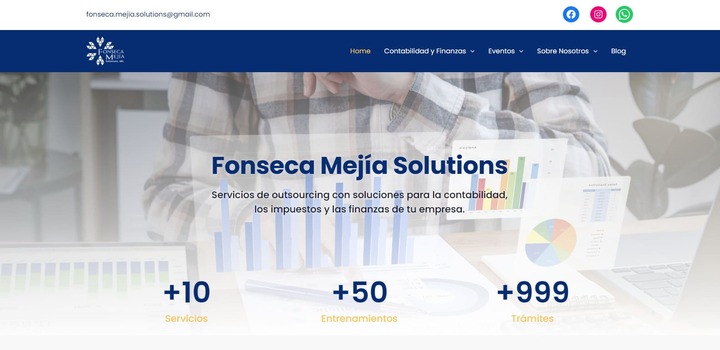 fonseca.mejia.solutions@gmail.com
FONSECA
MEJÍA
Home Contabilidad y Finanzas Eventos Sobre Nosotros Blog
Fonseca Mejía Solutions
Servicios de outsourcing con soluciones para la contabilidad,
los impuestos y las finanzas de tu empresa.
+10 +50 +999
Servicios Entrenamientos Trámites